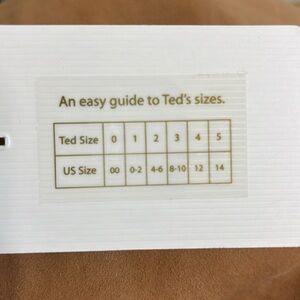 An easy guide to Ted's sizes.
Ted Size 0 1 2 3 4 5
US Size 00 0-2 4-6 8-10 12 14